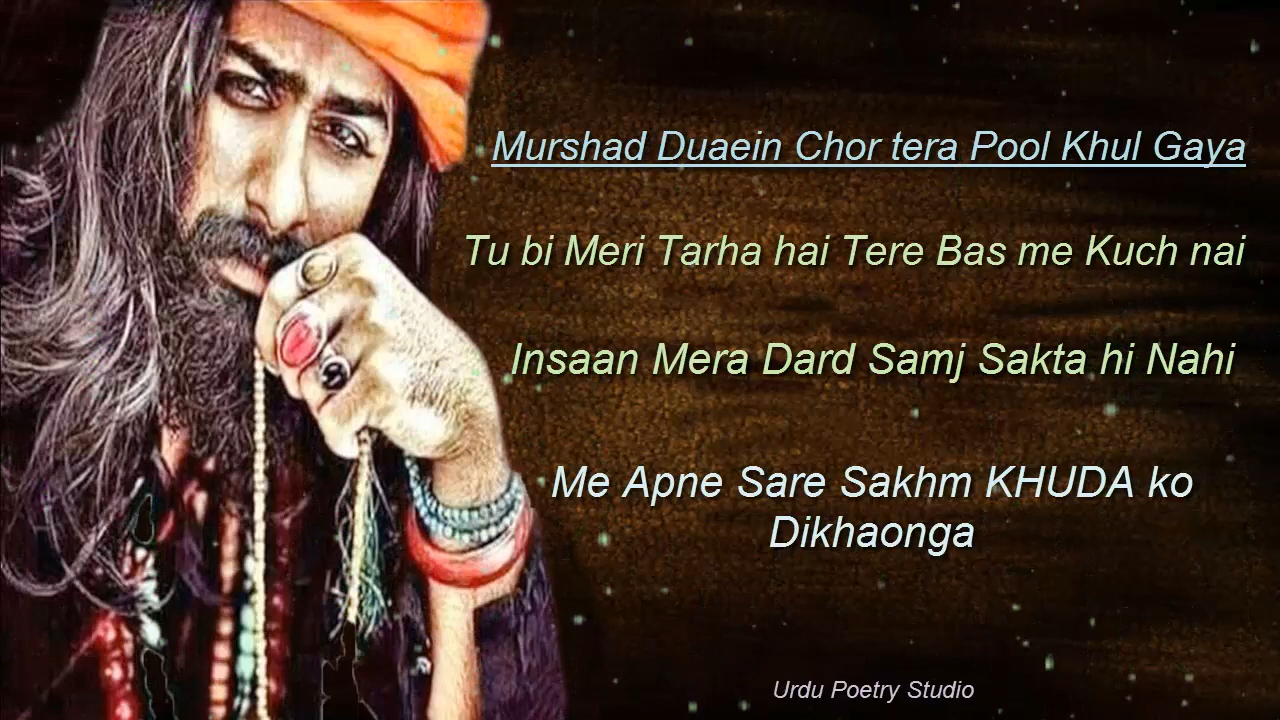 Murshad Duaein Chor tera Pool Khul Gaya
Tu bi Meri Tarha hai Tere Bas me Kuch nai
Insaan Mera Dard Samj Sakta hi Nahi
Me Apne Sare Sakhm KHUDA ko
Dikhaonga
Urdu Poetry Studio